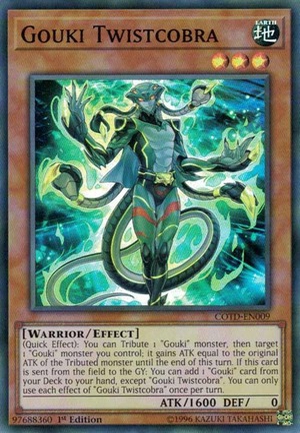 GOUKI TWISTCOBRA
EARTH
地
COTD-EN009
[WARRIOR/EFFECT]
(Quick Effect): You can Tribute 1 "Gouki" monster, then target
1 "Gouki" monster you control; it gains ATK equal to the original
ATK of the Tributed monster until the end of this turn. If this card
is sent from the field to the GY: You can add 1 "Gouki" card from
your Deck to your hand, except "Gouki Twistcobra". You can only
use each effect of "Gouki Twistcobra" once per turn.
ATK/1600 DEF/ 0
97688360 1st Edition ©1996 KAZUKI TAKAHASHI